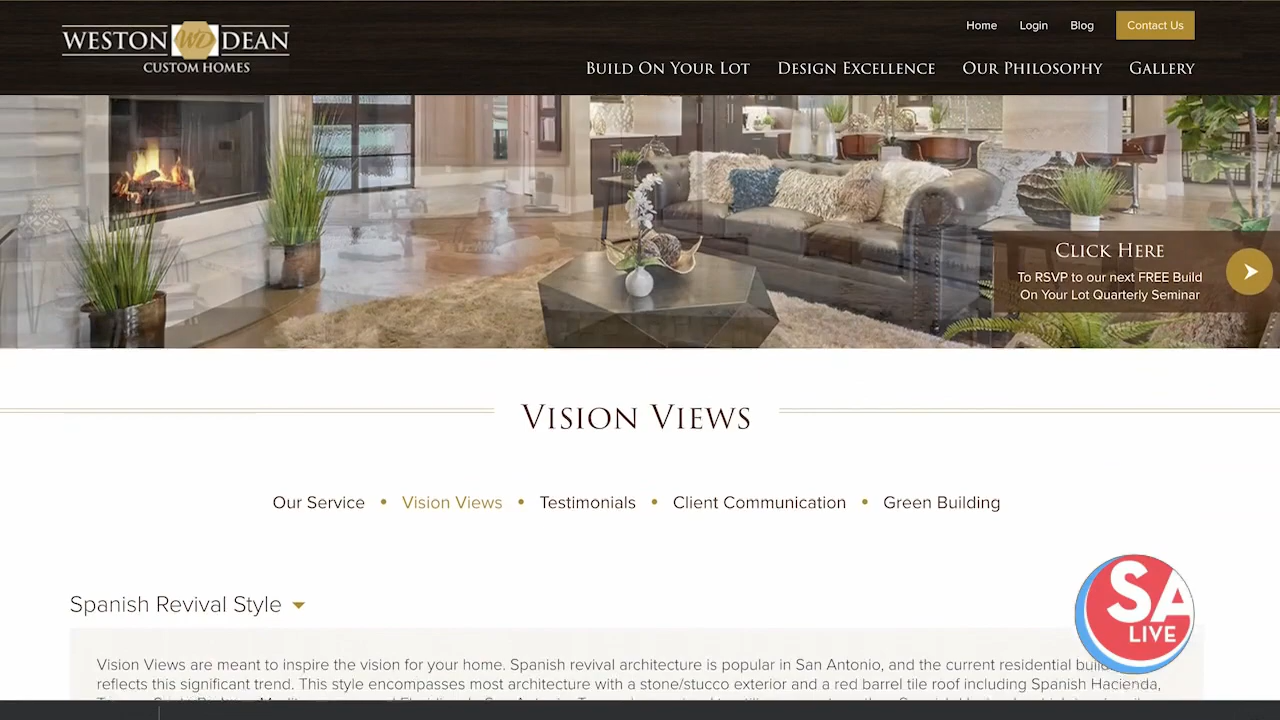 WESTON WD DEAN
CUSTOM HOMES
Home Login Blog Contact Us
BUILD ON YOUR LOT DESIGN EXCELLENCE OUR PHILOSOPHY GALLERY
CLICK HERE
To RSVP to our next FREE Build
On Your Lot Quarterly Seminar
VISION VIEWS
Our Service • Vision Views • Testimonials • Client Communication • Green Building
Spanish Revival Style
SA
LIVE
Vision Views are meant to inspire the vision for your home. Spanish revival architecture is popular in San Antonio, and the current residential
reflects this significant trend. This style encompasses most architecture with a stone/stucco exterior and a red barrel tile roof including Spanish Hacienda,